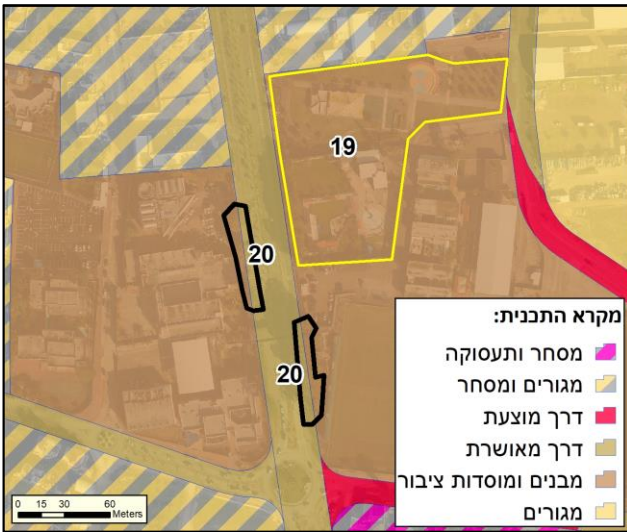 19
20
20
מקרא התכנית:
מסחר ותעסוקה
מגורים ומסחר
דרך מוצעת
דרך מאושרת
מבנים ומוסדות ציבור
מגורים
0 15 30 60
Meters